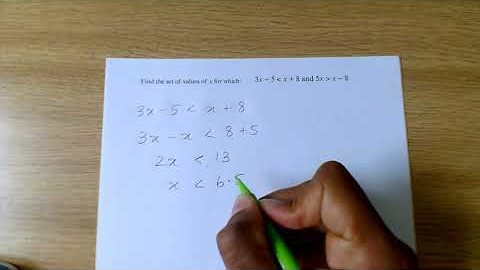 Find the set of values of x for which: 3x − 5 < x + 8 and 5x > x − 8
3x − 5 < x + 8
3x − x < 8 + 5
2x < 13
x < 6.5